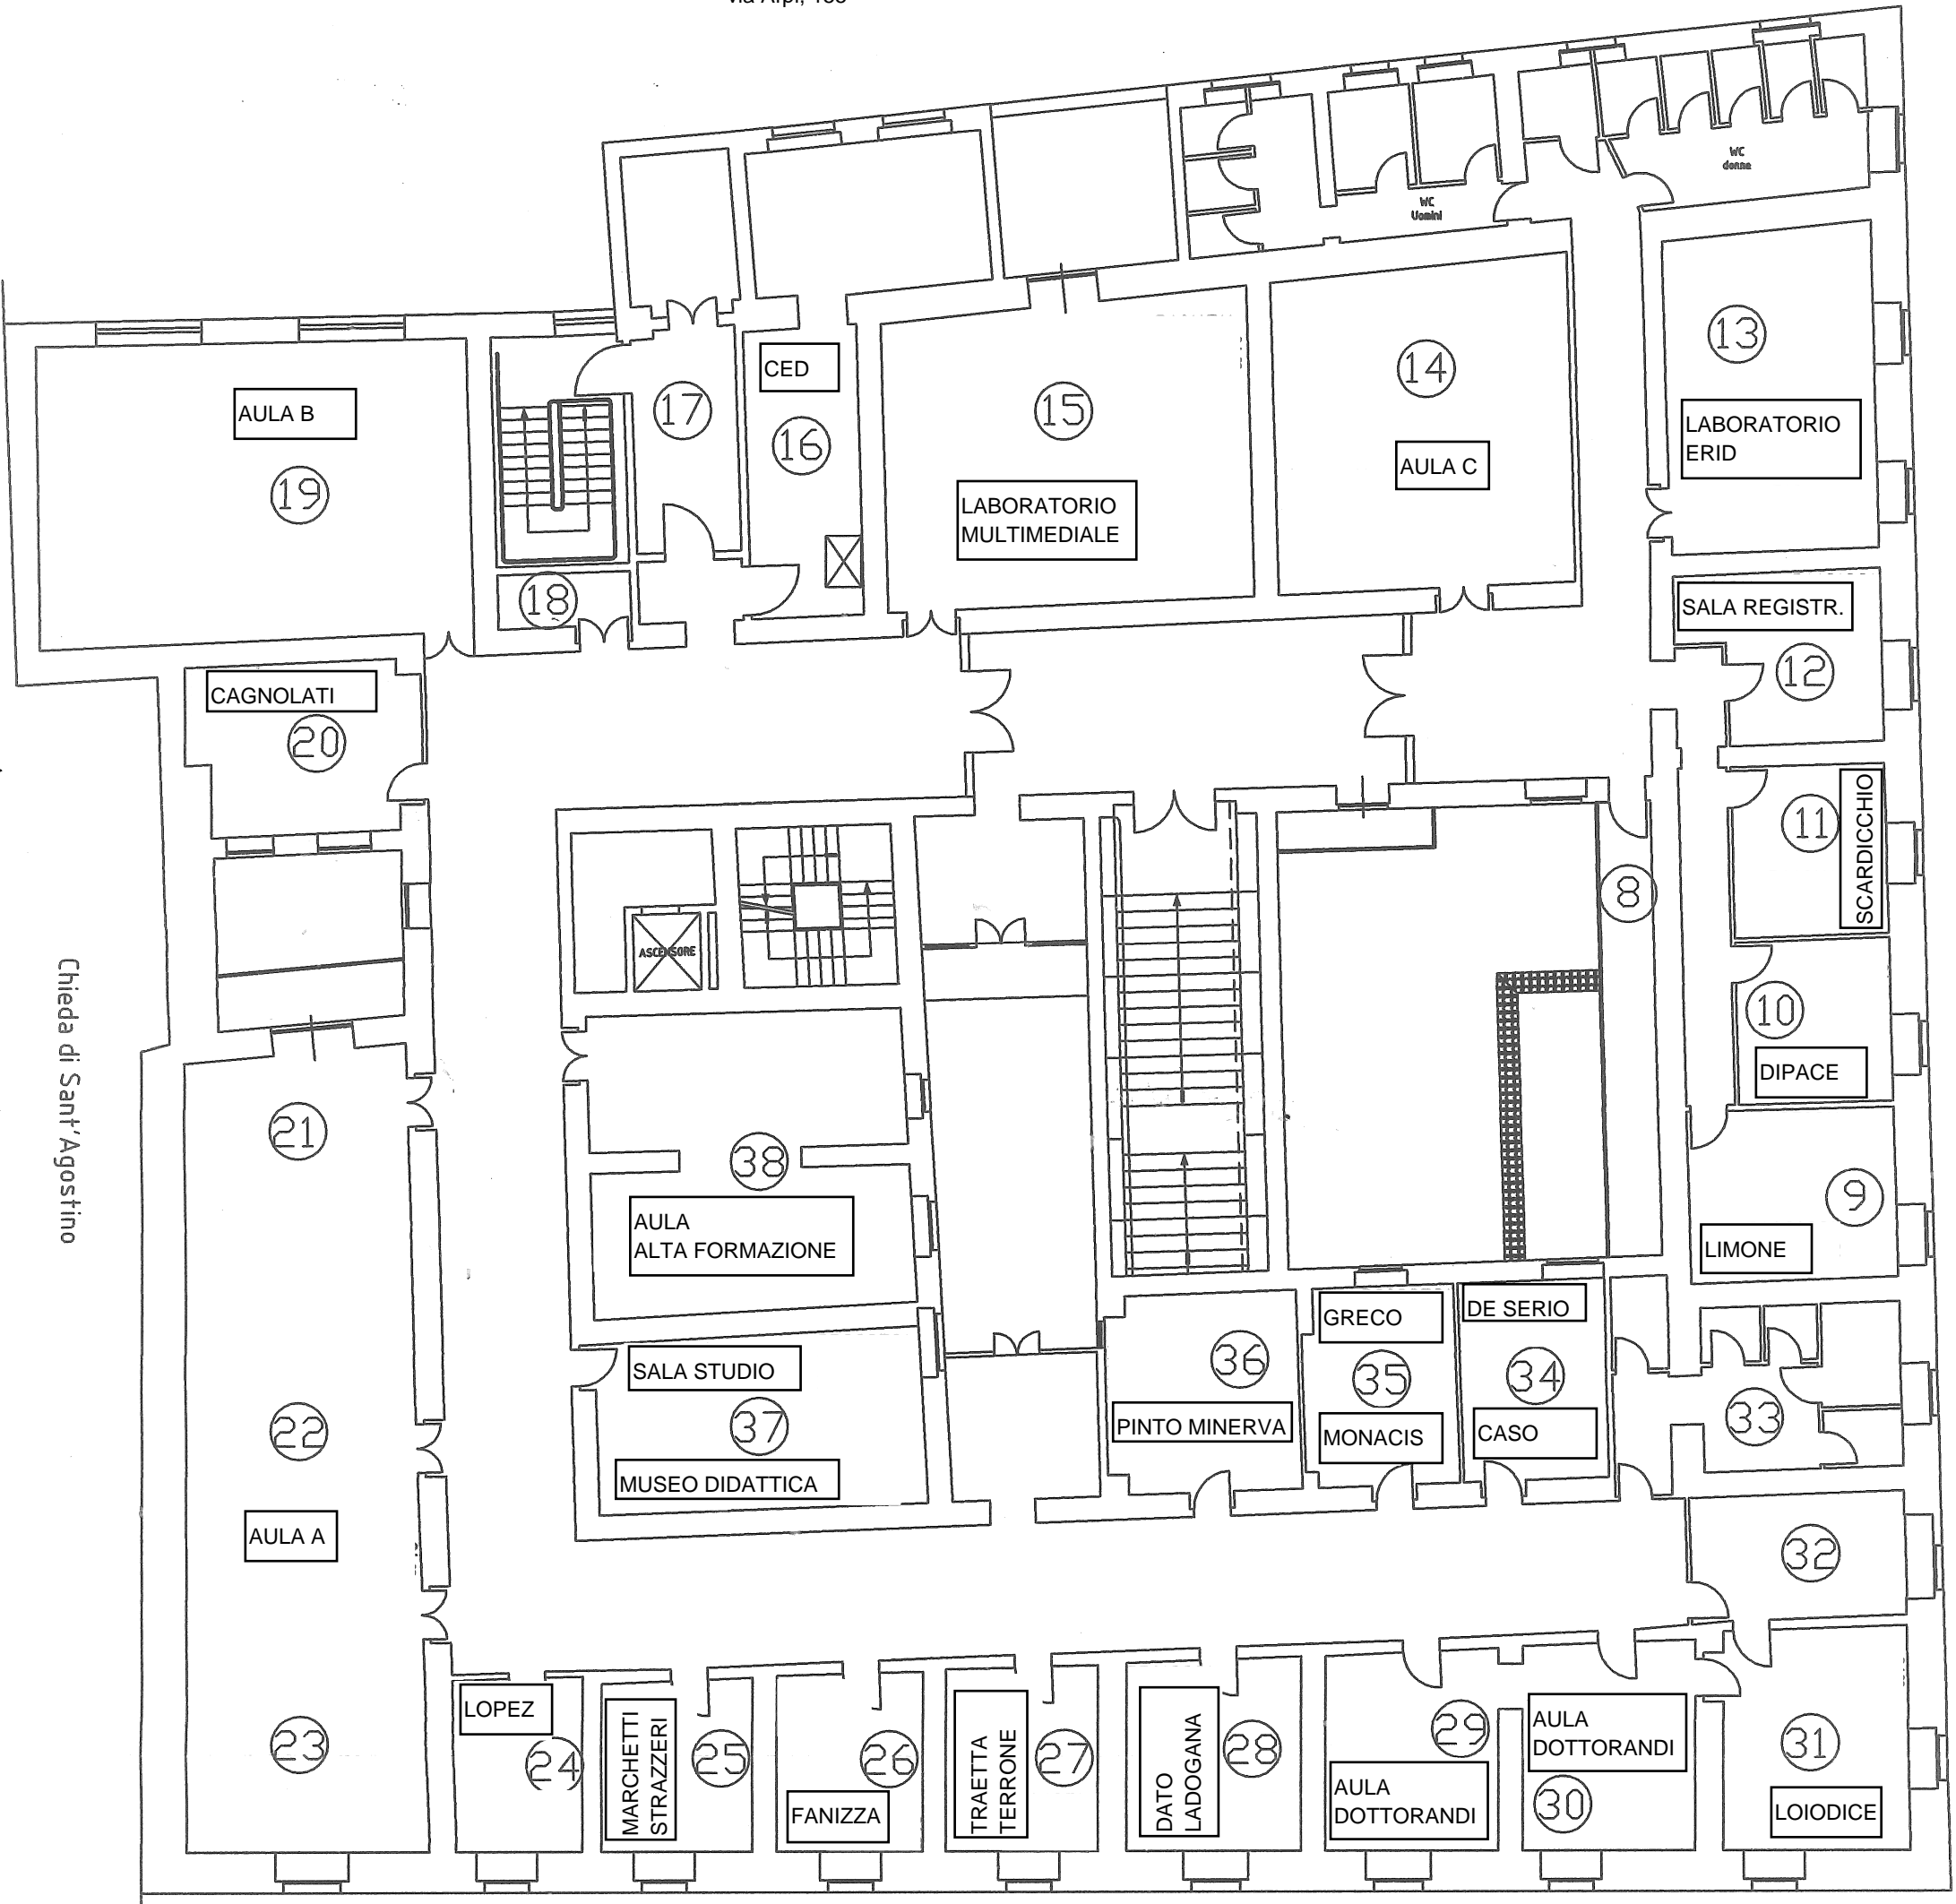 via Arpi, 155
WC
donne
WC
Uomini
13
LABORATORIO
ERID
14
AULA C
15
LABORATORIO
MULTIMEDIALE
CED
16
17
AULA B
19
18
SALA REGISTR.
12
CAGNOLATI
20
11
SCARDICCHIO
8
ASCENSORE
10
DIPACE
Chieda di Sant'Agostino
21
38
AULA
ALTA FORMAZIONE
9
LIMONE
SALA STUDIO
37
MUSEO DIDATTICA
36
PINTO MINERVA
GRECO
35
MONACIS
DE SERIO
34
CASO
33
22
AULA A
32
23
LOPEZ
24
MARCHETTI
STRAZZERI
25
26
FANIZZA
TRAETTA
TERRONE
27
DATO
LADOGANA
28
29
AULA
DOTTORANDI
AULA
DOTTORANDI
30
31
LOIODICE